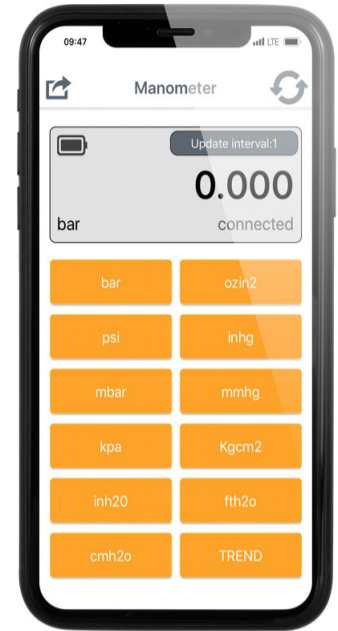 09:47 LTE
Manometer
Update interval:1
0.000
bar connected
bar ozin2
psi inhg
mbar mmhg
kpa Kgcm2
inh20 fth2o
cmh2o TREND